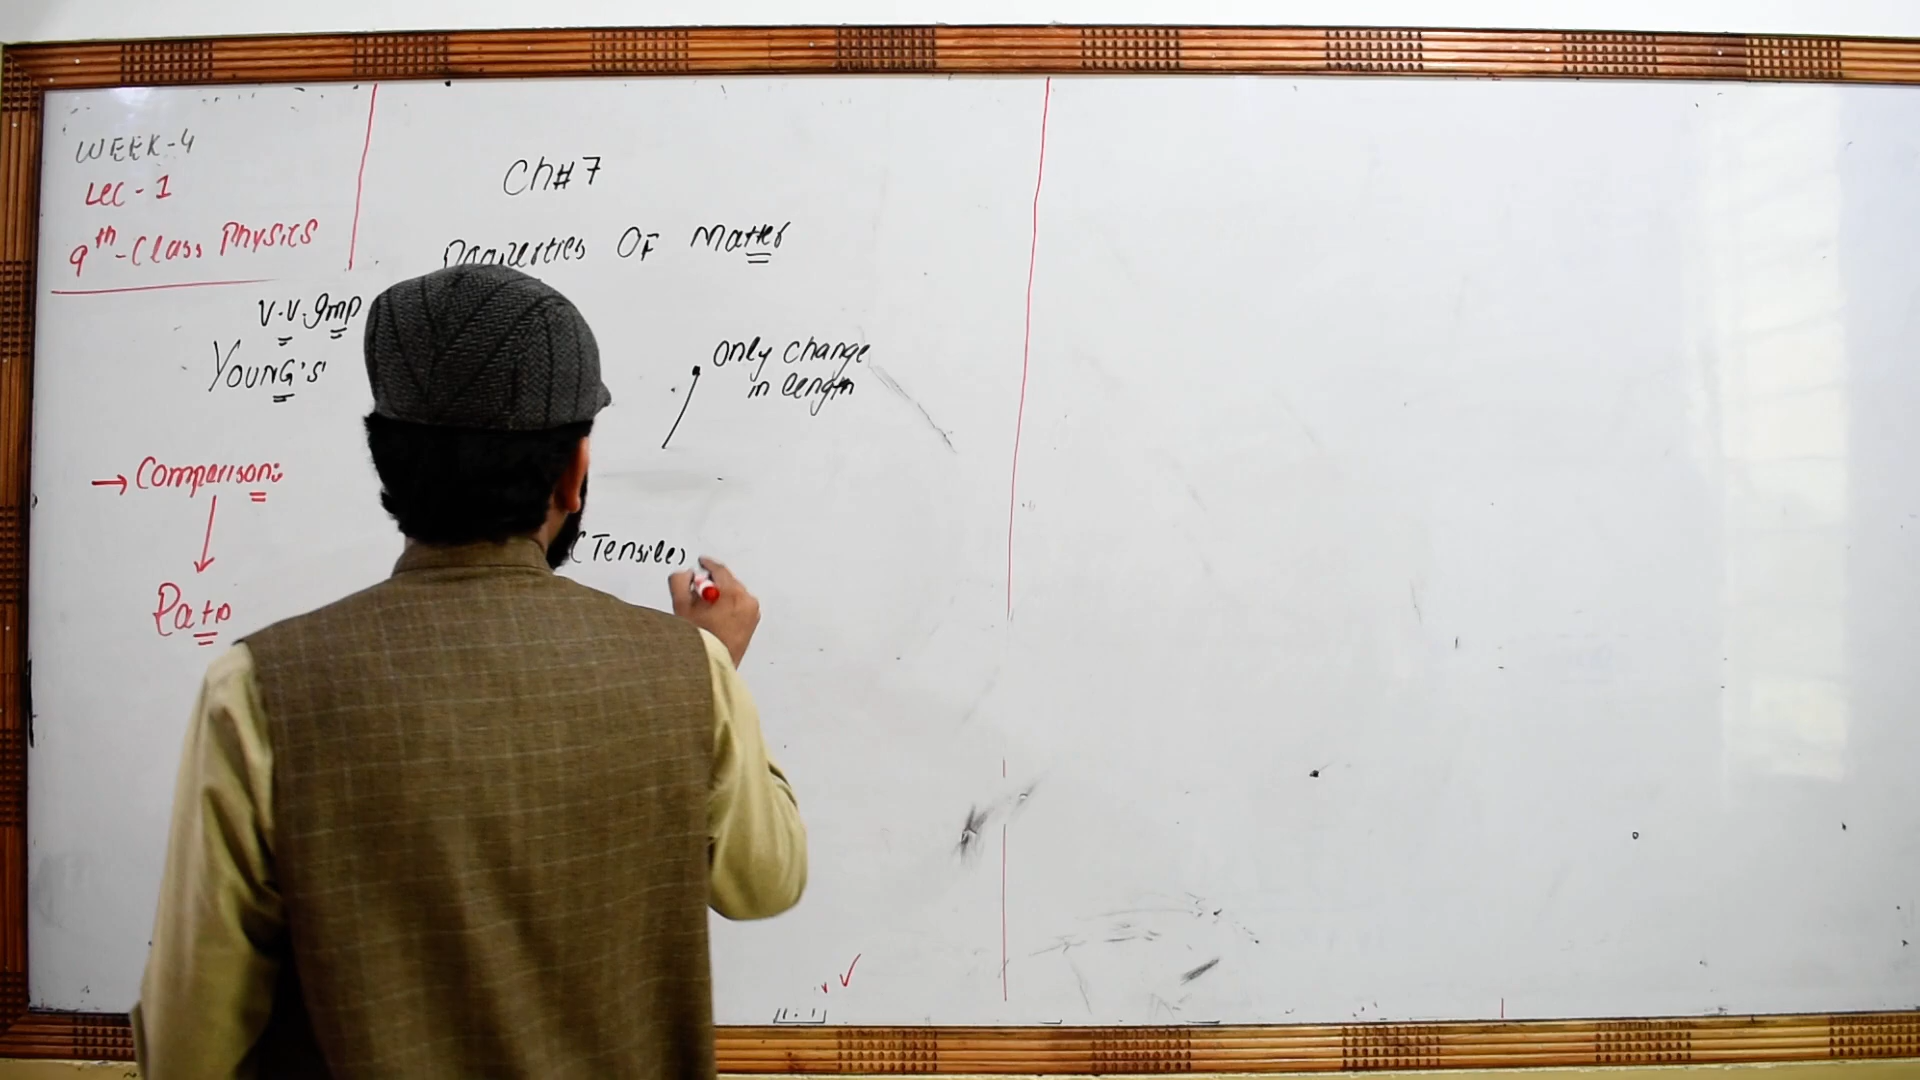 WEEK-4
Lec-1
9th-Class Physics
Ch#7
Properties OF Matter
V.V.Imp
YOUNG'S
Only change
in length
→ Comparison:
(Tensile)
Ratio